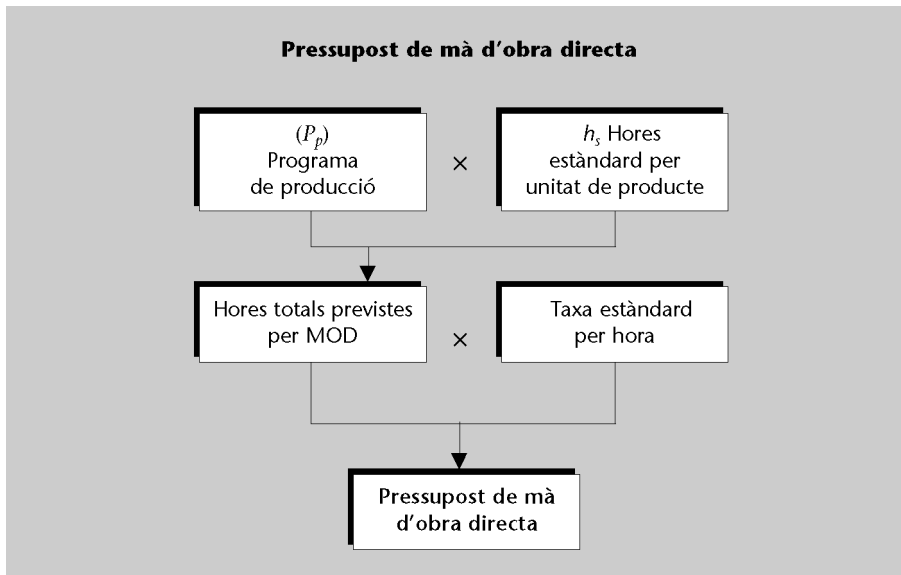 Pressupost de mà d’obra directa
(Pp)
Programa
de producció
×
hs Hores
estàndard per
unitat de producte
Hores totals previstes
per MOD
×
Taxa estàndard
per hora
Pressupost de mà
d’obra directa